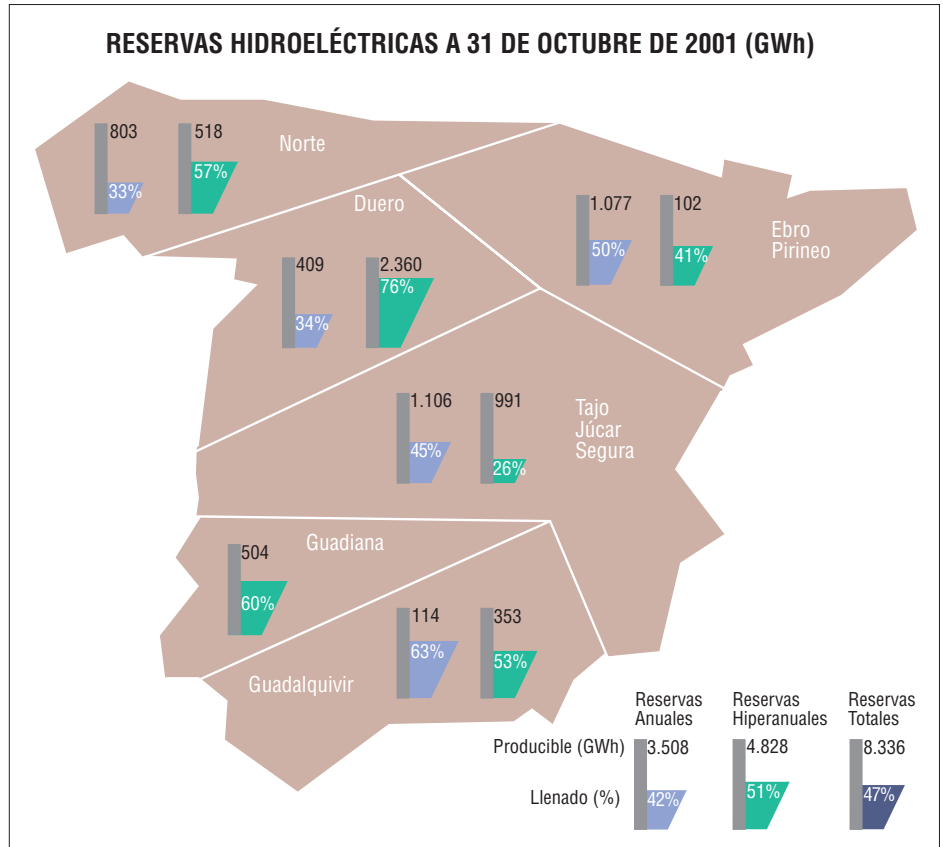 RESERVAS HIDROELÉCTRICAS A 31 DE OCTUBRE DE 2001 (GWh)
803
518
Norte
33%
57%
Duero
409
2.360
34%
76%
1.077
102
50%
41%
Ebro
Pirineo
1.106
991
45%
26%
Tajo
Júcar
Segura
504
Guadiana
60%
114
353
63%
53%
Guadalquivir
Reservas
Anuales
Reservas
Hiperanuales
Reservas
Totales
Producible (GWh)
3.508
4.828
8.336
Llenado (%)
42%
51%
47%